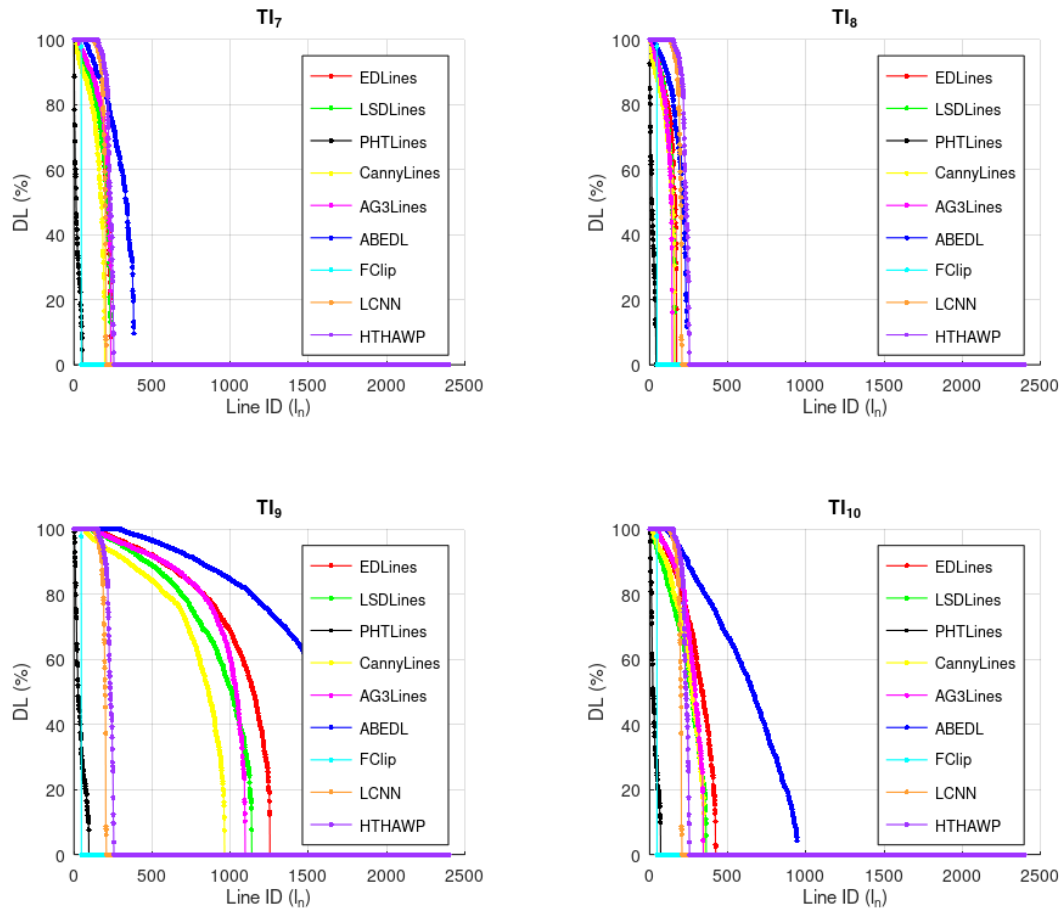 TI7
100
80
60
40
20
0
DL (%)
0 500 1000 1500 2000 2500
Line ID (ln)
EDLines
LSDLines
PHTLines
CannyLines
AG3Lines
ABEDL
FClip
LCNN
HTHAWP
TI8
100
80
60
40
20
0
DL (%)
0 500 1000 1500 2000 2500
Line ID (ln)
EDLines
LSDLines
PHTLines
CannyLines
AG3Lines
ABEDL
FClip
LCNN
HTHAWP
TI9
100
80
60
40
20
0
DL (%)
0 500 1000 1500 2000 2500
Line ID (ln)
EDLines
LSDLines
PHTLines
CannyLines
AG3Lines
ABEDL
FClip
LCNN
HTHAWP
TI10
100
80
60
40
20
0
DL (%)
0 500 1000 1500 2000 2500
Line ID (ln)
EDLines
LSDLines
PHTLines
CannyLines
AG3Lines
ABEDL
FClip
LCNN
HTHAWP